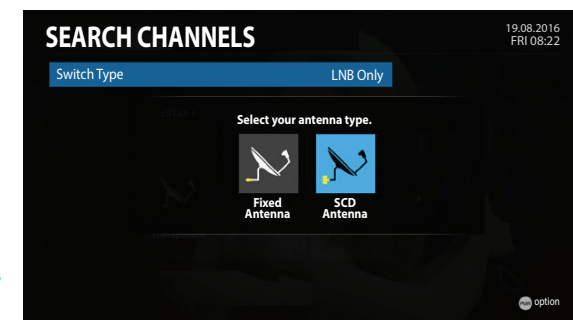 SEARCH CHANNELS
19.08.2016
FRI 08:22
Switch Type LNB Only
Select your antenna type.
Fixed
Antenna
SCD
Antenna
option